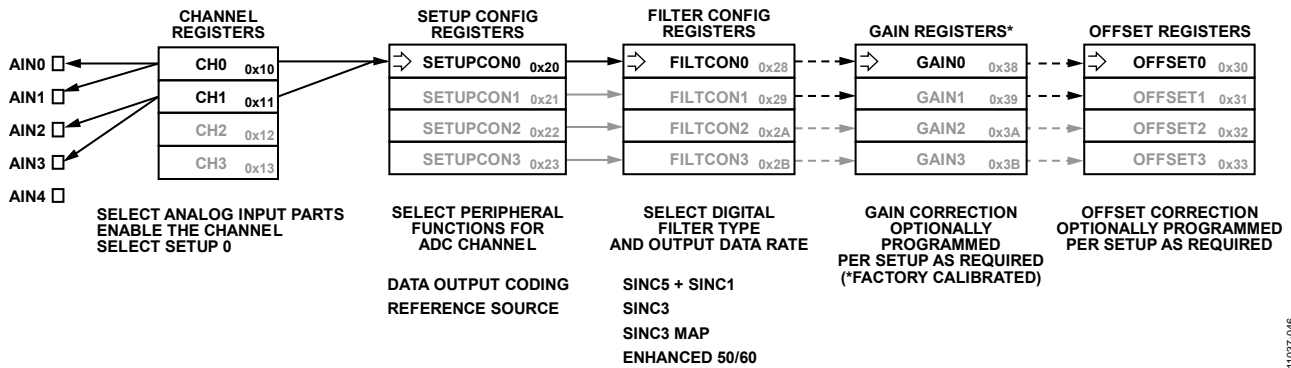 CHANNEL
REGISTERS
SETUP CONFIG
REGISTERS
FILTER CONFIG
REGISTERS
GAIN REGISTERS*
OFFSET REGISTERS
AIN0
AIN1
AIN2
AIN3
AIN4
CH0 0x10
CH1 0x11
CH2 0x12
CH3 0x13
SETUPCON0 0x20
SETUPCON1 0x21
SETUPCON2 0x22
SETUPCON3 0x23
FILTCON0 0x28
FILTCON1 0x29
FILTCON2 0x2A
FILTCON3 0x2B
GAIN0 0x38
GAIN1 0x39
GAIN2 0x3A
GAIN3 0x3B
OFFSET0 0x30
OFFSET1 0x31
OFFSET2 0x32
OFFSET3 0x33
SELECT ANALOG INPUT PARTS
ENABLE THE CHANNEL
SELECT SETUP 0
SELECT PERIPHERAL
FUNCTIONS FOR
ADC CHANNEL
DATA OUTPUT CODING
REFERENCE SOURCE
SELECT DIGITAL
FILTER TYPE
AND OUTPUT DATA RATE
SINC5 + SINC1
SINC3
SINC3 MAP
ENHANCED 50/60
GAIN CORRECTION
OPTIONALLY
PROGRAMMED
PER SETUP AS REQUIRED
(*FACTORY CALIBRATED)
OFFSET CORRECTION
OPTIONALLY PROGRAMMED
PER SETUP AS REQUIRED
11037-046